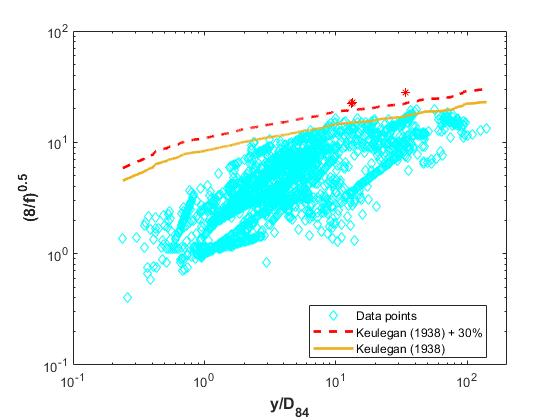 10^2
10^1
10^0
10^-1
(8/f)^0.5
10^-1
10^0
10^1
10^2
y/D_84
Data points
Keulegan (1938) + 30%
Keulegan (1938)